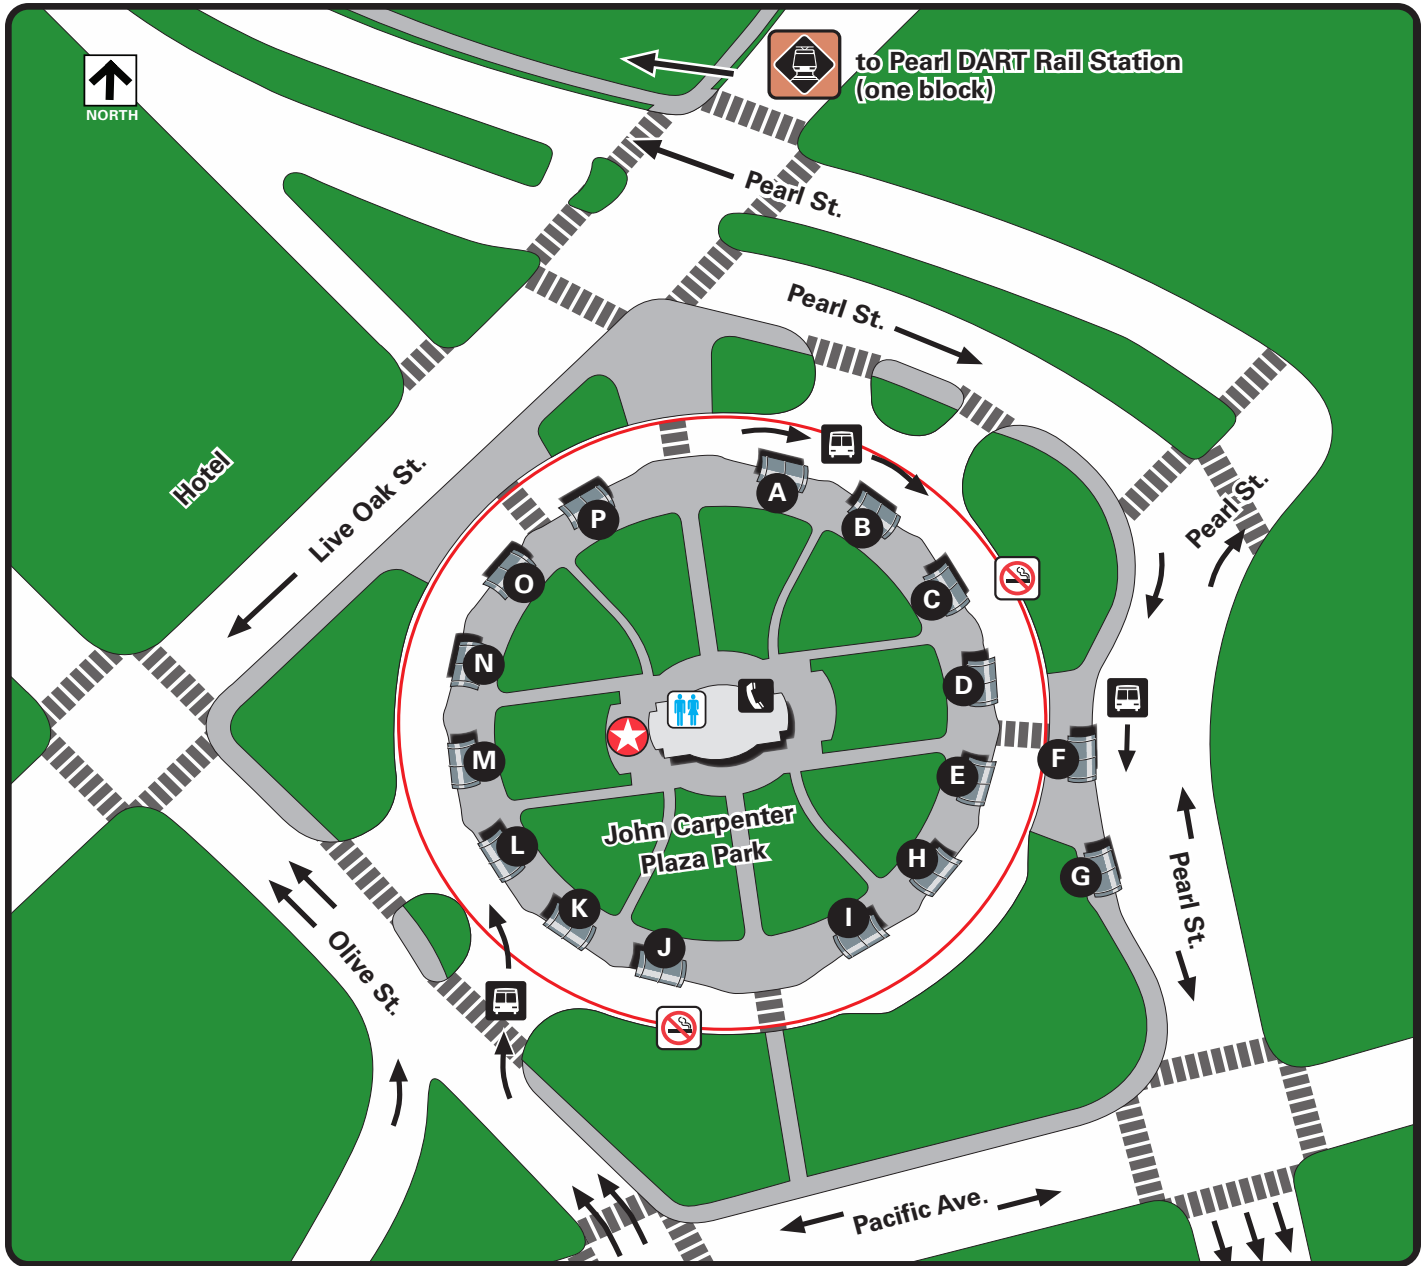 to Pearl DART Rail Station
(one block)
NORTH
Pearl St.
Pearl St.
Hotel
Live Oak St.
Pearl St.
A
B
P
C
O
N
D
M
F
E
L
H
G
K
I
J
John Carpenter
Plaza Park
Pearl St.
Olive St.
Pacific Ave.